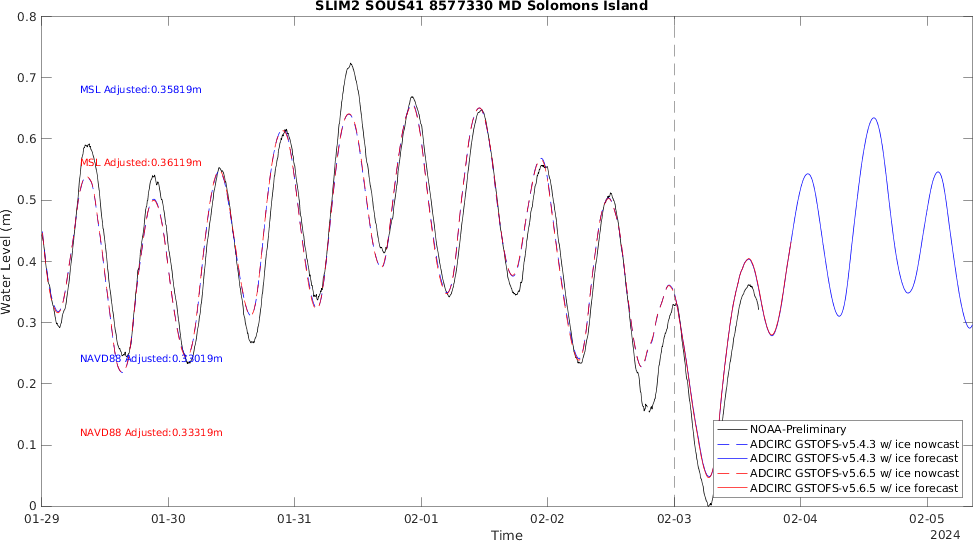 SLIM2 SOUS41 8577330 MD Solomons Island
0.8
0.7
0.6
0.5
0.4
0.3
0.2
0.1
0
Water Level (m)
MSL Adjusted:0.35819m
MSL Adjusted:0.36119m
NAVD88 Adjusted:0.33019m
NAVD88 Adjusted:0.33319m
NOAA-Preliminary
ADCIRC GSTOFS-v5.4.3 w/ ice nowcast
ADCIRC GSTOFS-v5.4.3 w/ ice forecast
ADCIRC GSTOFS-v5.6.5 w/ ice nowcast
ADCIRC GSTOFS-v5.6.5 w/ ice forecast
01-29 01-30 01-31 02-01 02-02 02-03 02-04 02-05
Time
2024